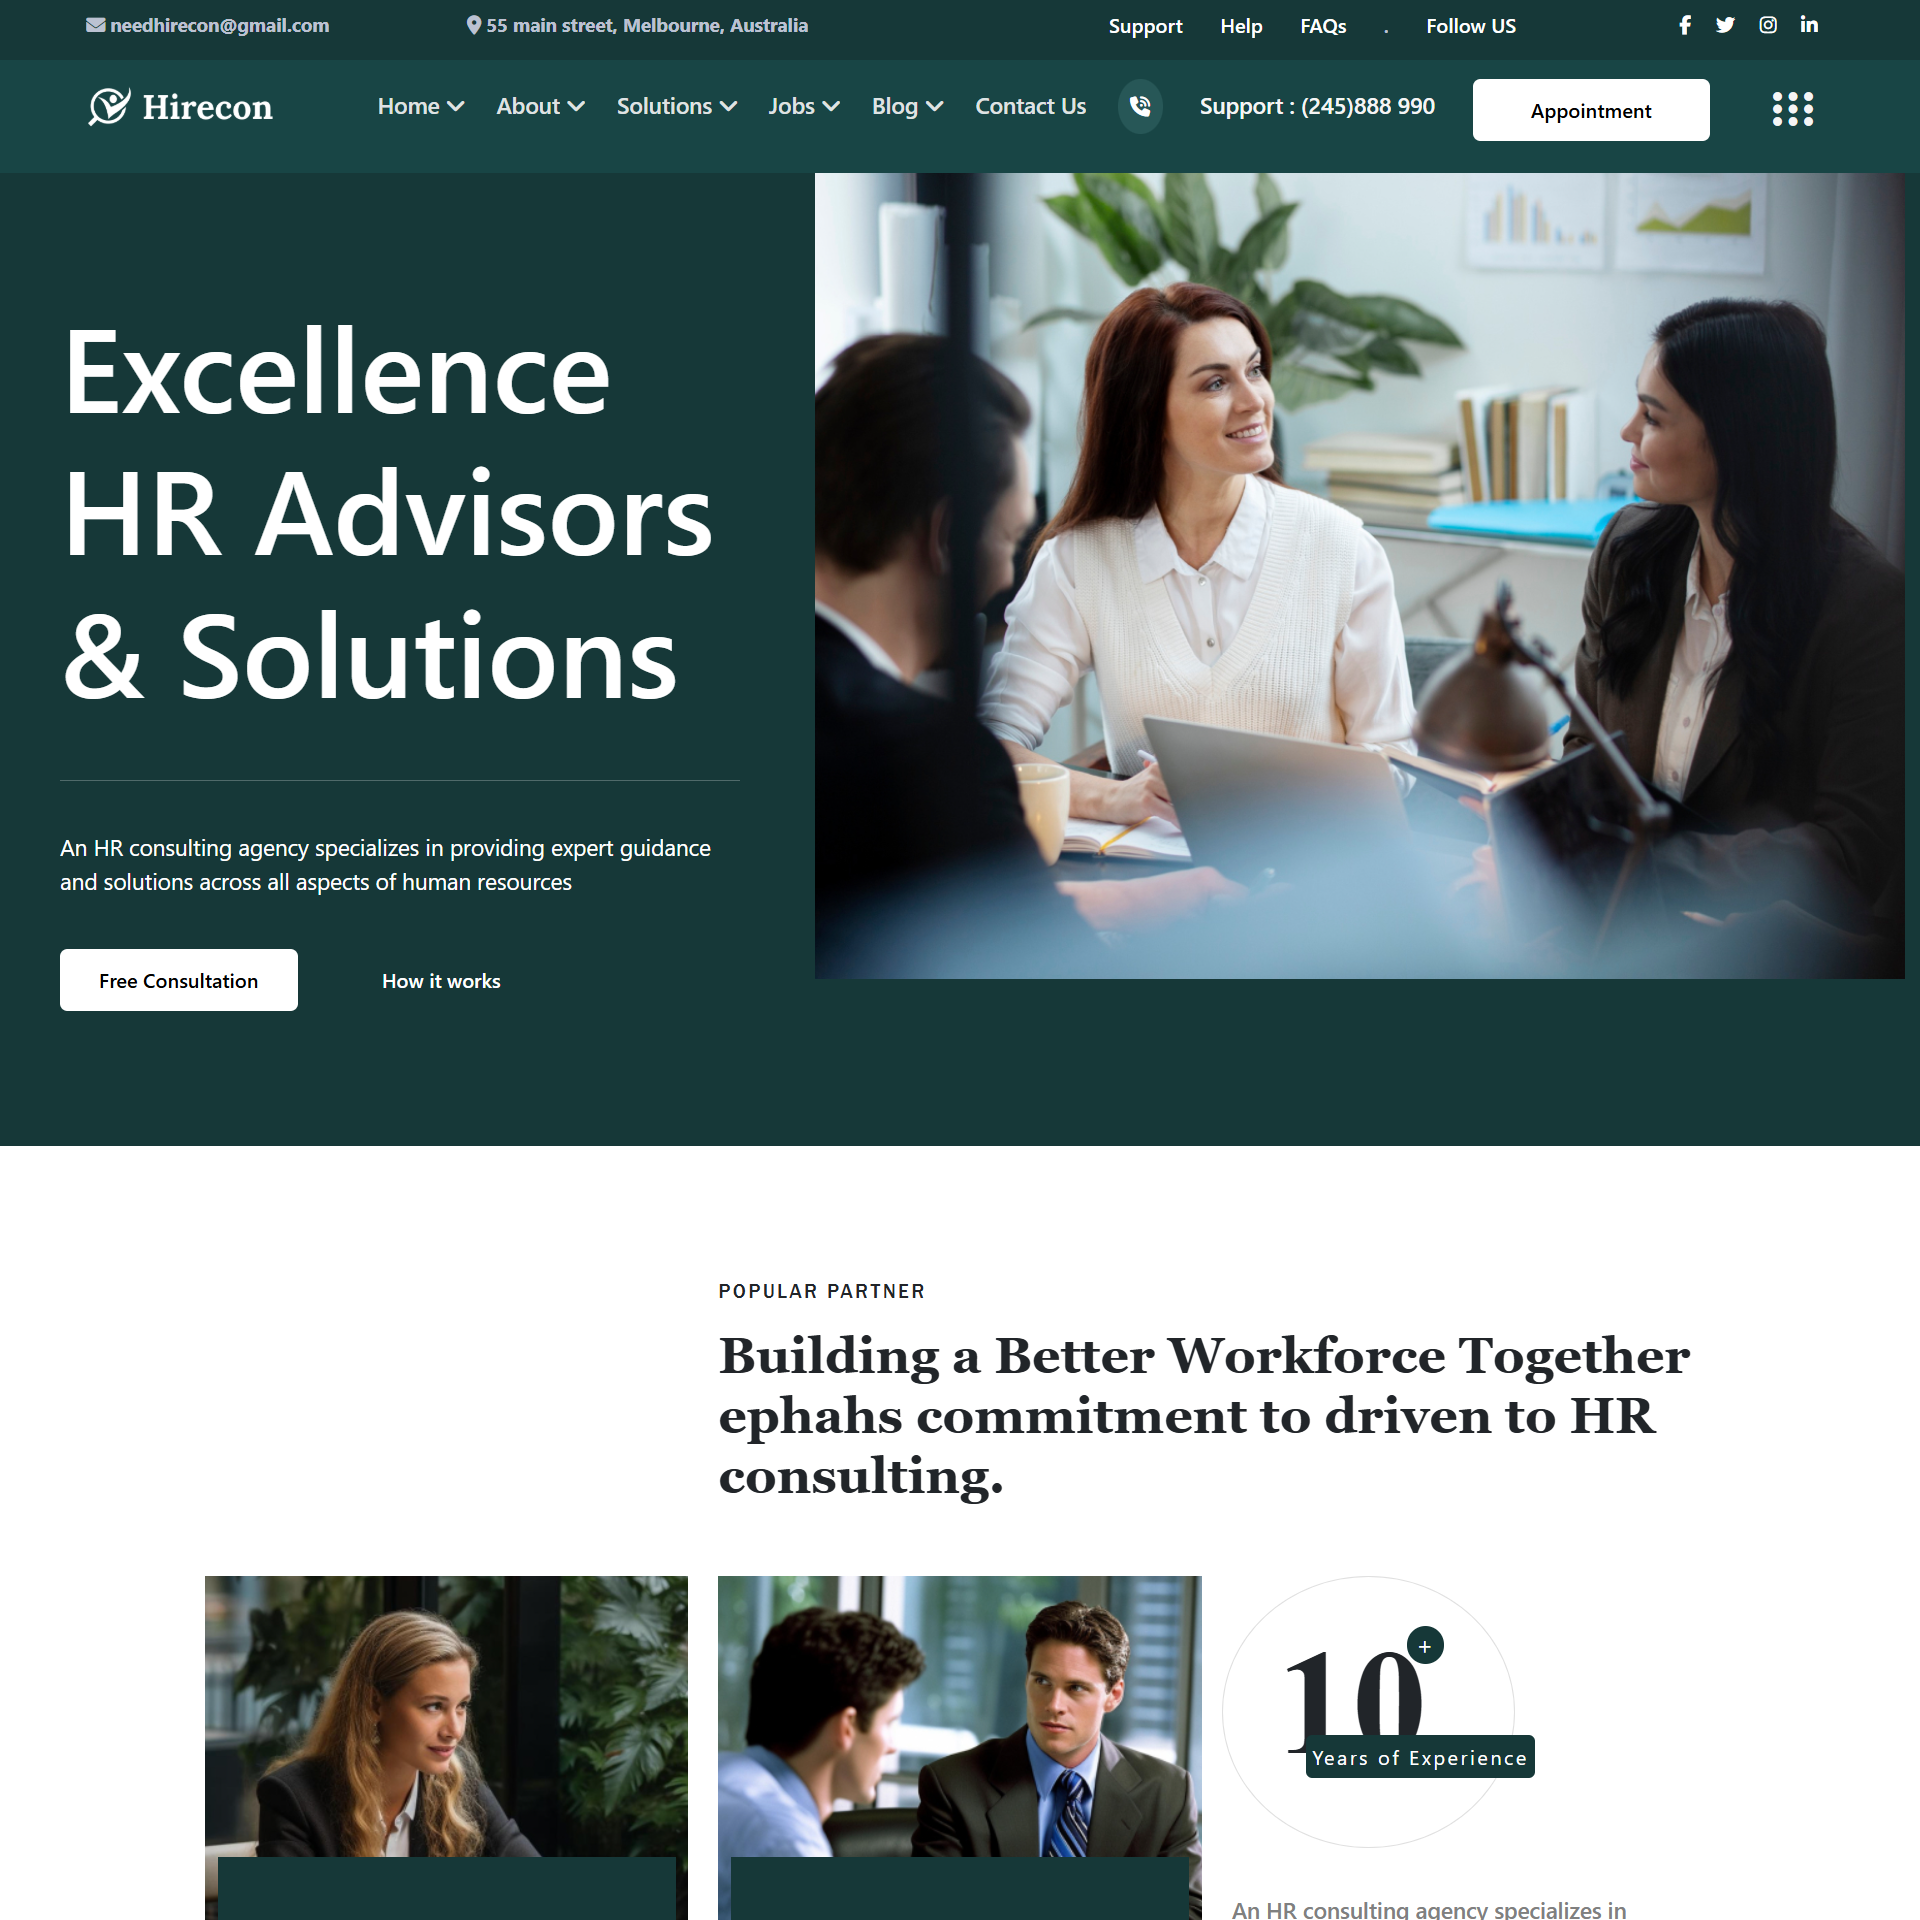 needhirecon@gmail.com
55 main street, Melbourne, Australia
Support
Help
FAQs
.
Follow US
Hirecon
Home
About
Solutions
Jobs
Blog
Contact Us
Support : (245)888 990
Appointment
Excellence
HR Advisors
& Solutions
An HR consulting agency specializes in providing expert guidance
and solutions across all aspects of human resources
Free Consultation
How it works
POPULAR PARTNER
Building a Better Workforce Together
ephahs commitment to driven to HR
consulting.
10
+
Years of Experience
An HR consulting agency specializes in